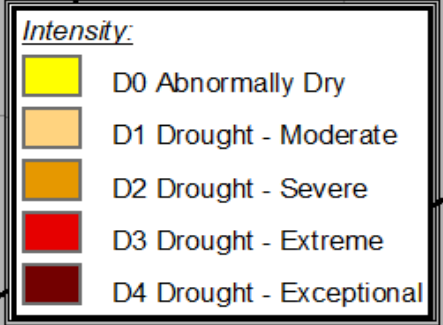 Intensity:
D0 Abnormally Dry
D1 Drought - Moderate
D2 Drought - Severe
D3 Drought - Extreme
D4 Drought - Exceptional